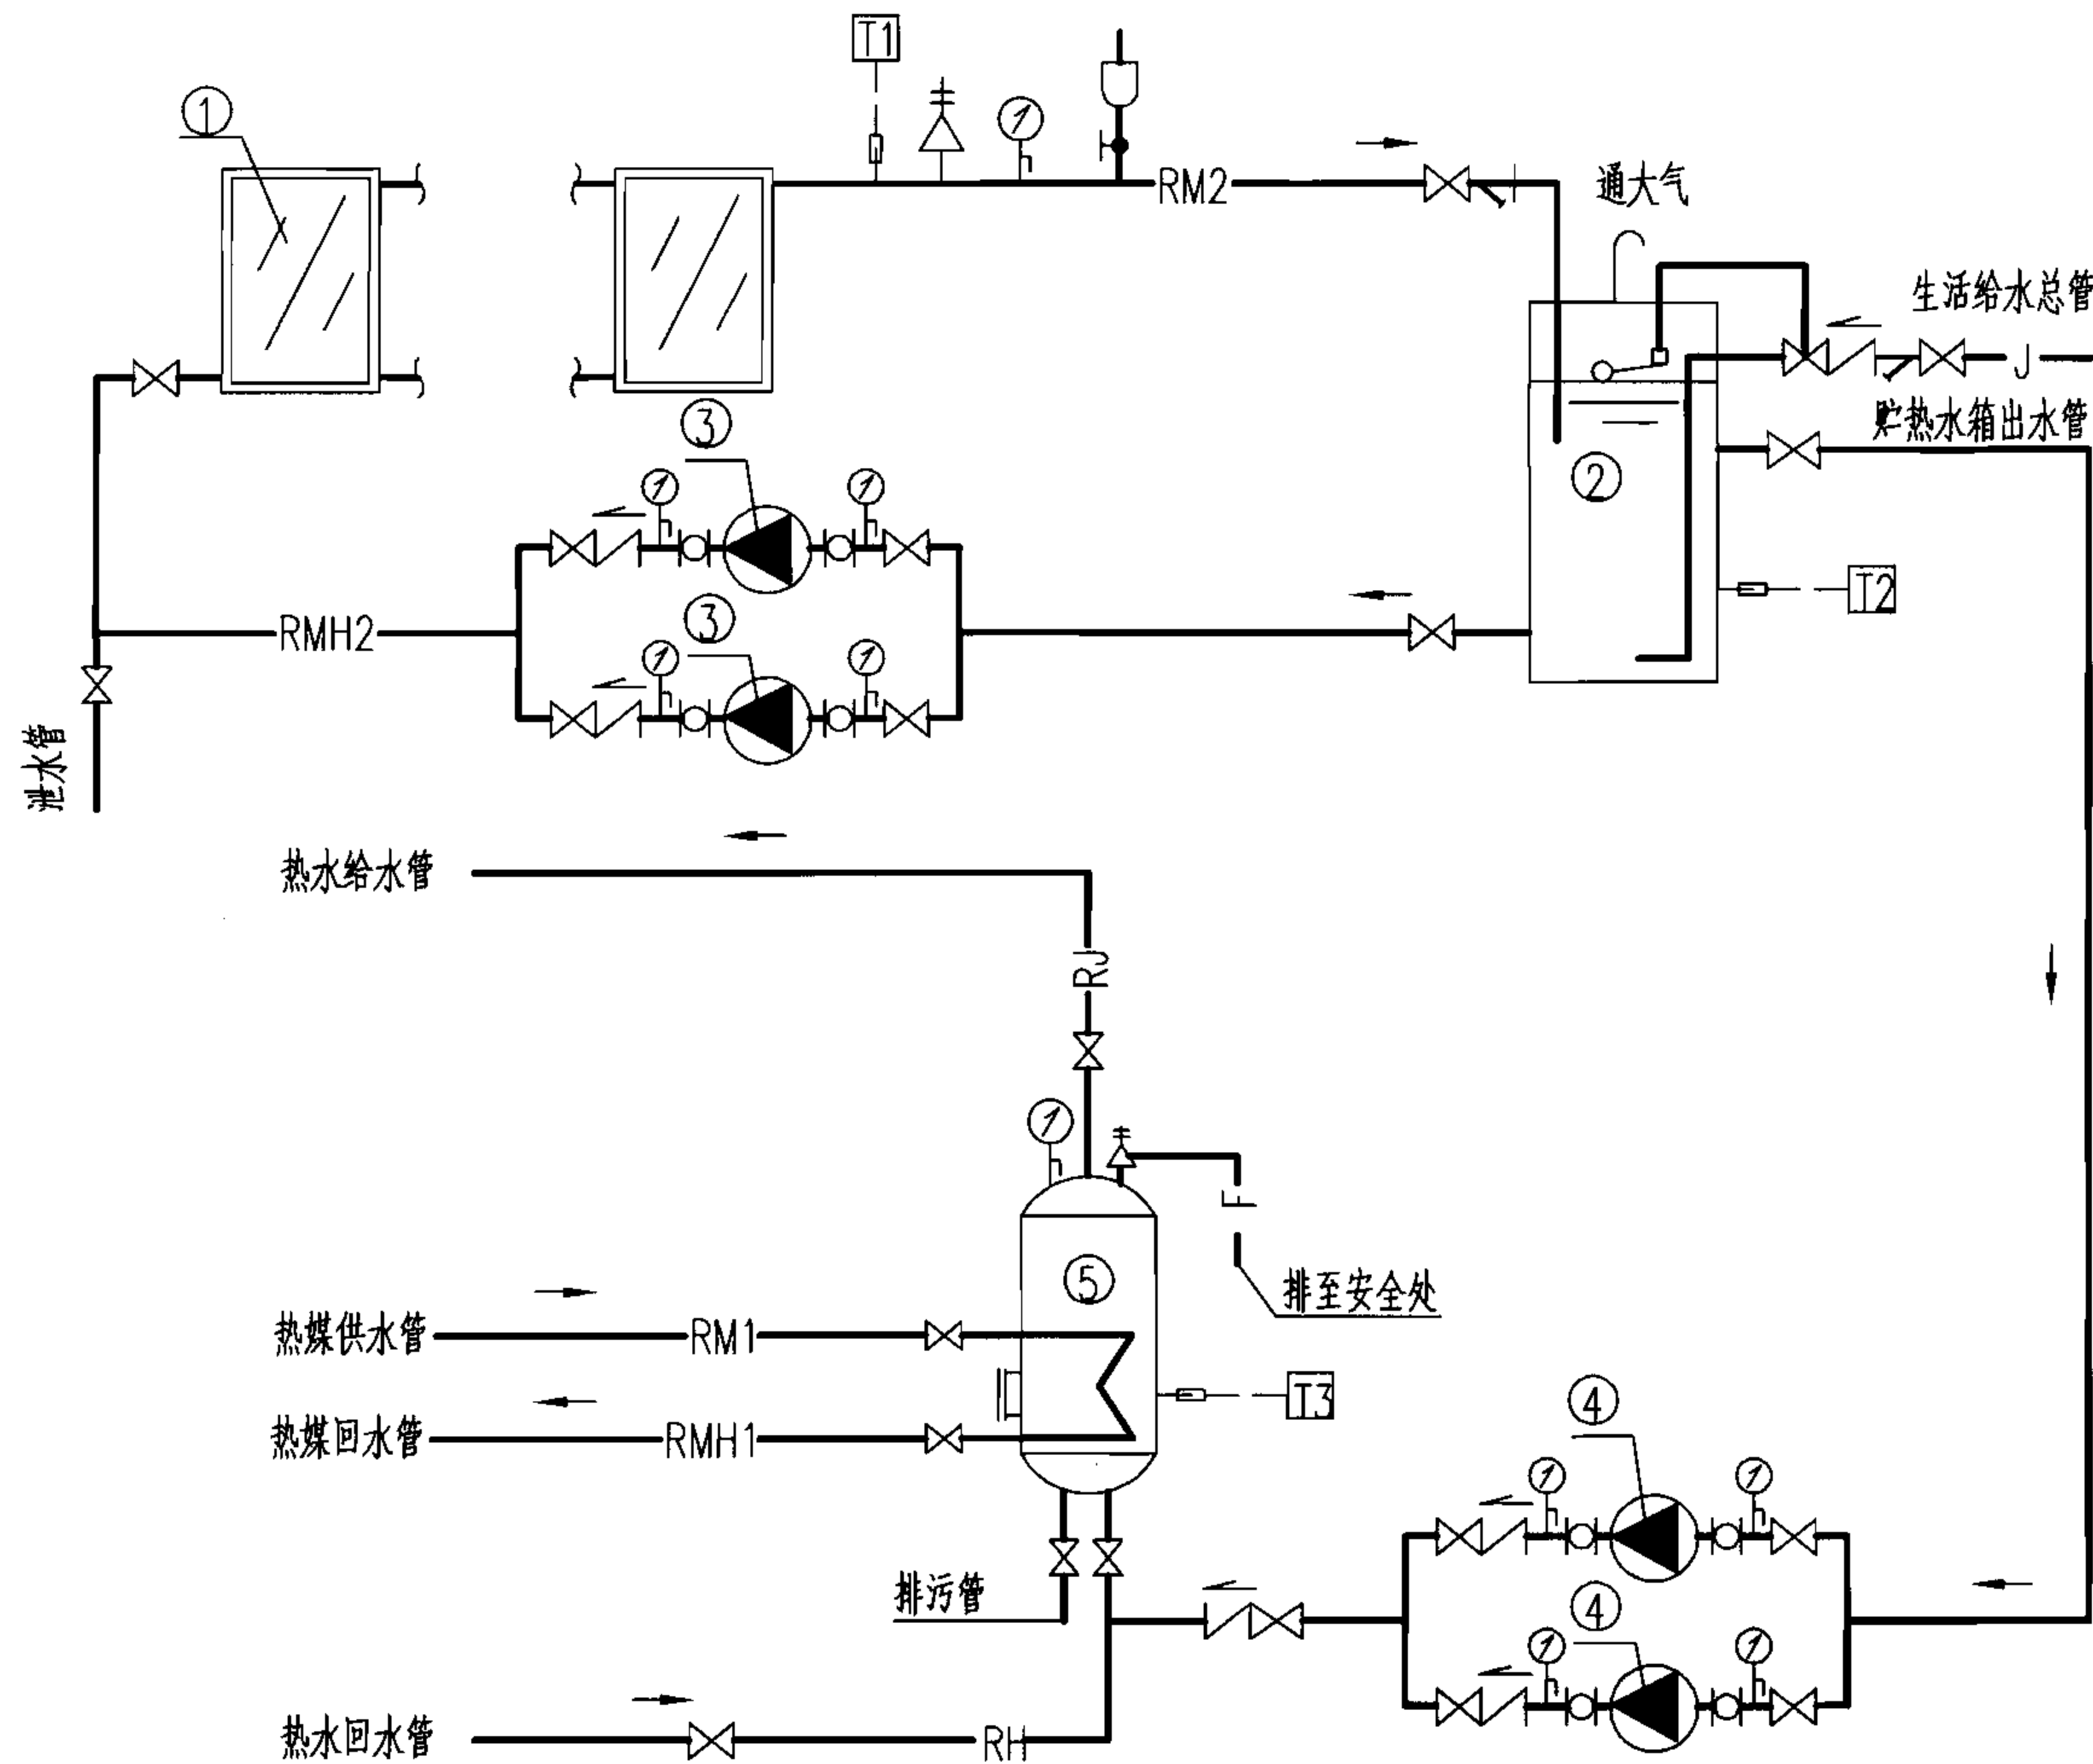 T1
①
RM2
通大气
生活给水总管
J
贮热水箱出水管
③
②
T2
③
RMH2
泄水管
热水给水管
RJ
F
⑤
排至安全处
热媒供水管
RM1
T3
④
热媒回水管
RMH1
排污管
④
热水回水管
RH